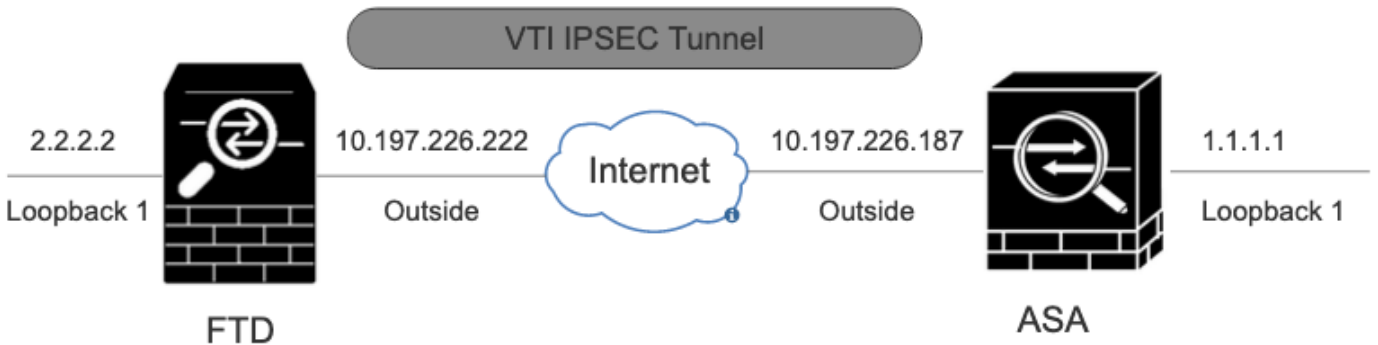 VTI IPSEC Tunnel
2.2.2.2
10.197.226.222
Internet
10.197.226.187
1.1.1.1
Loopback 1
Outside
Outside
Loopback 1
FTD
ASA